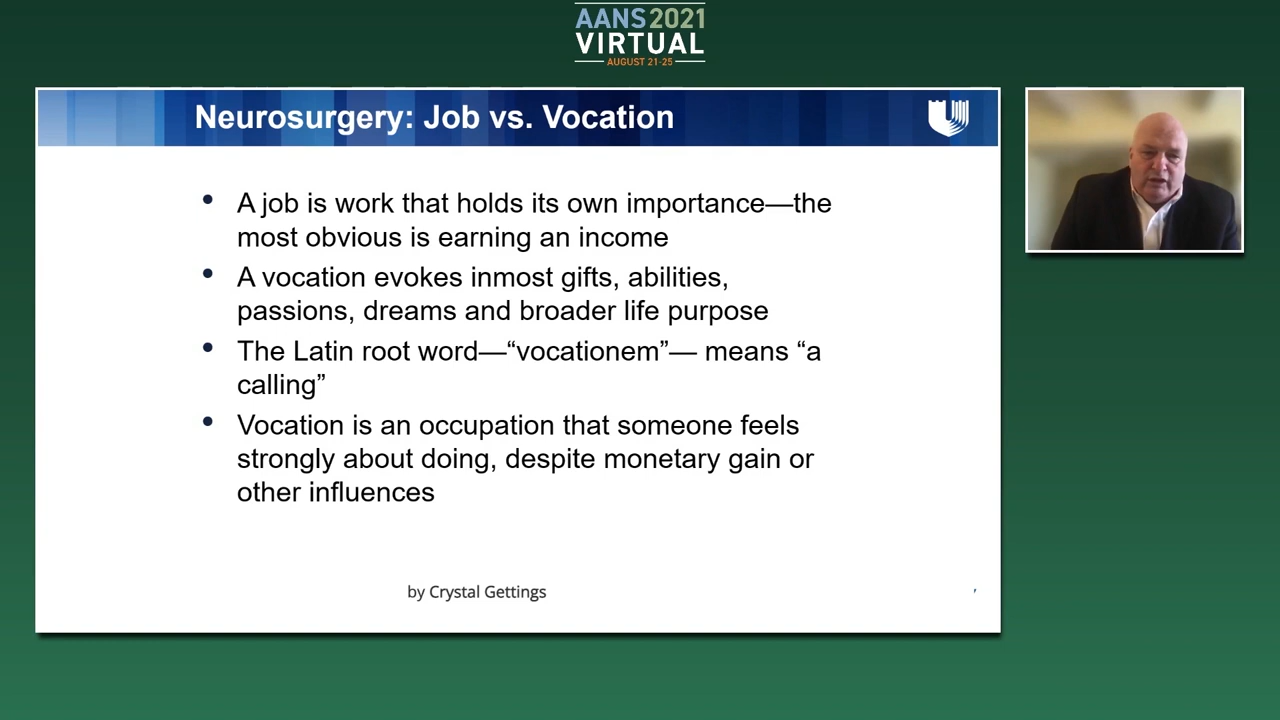 AANS 2021
VIRTUAL
AUGUST 21-25
Neurosurgery: Job vs. Vocation
• A job is work that holds its own importance—the
most obvious is earning an income
• A vocation evokes inmost gifts, abilities,
passions, dreams and broader life purpose
• The Latin root word—“vocationem”— means “a
calling”
• Vocation is an occupation that someone feels
strongly about doing, despite monetary gain or
other influences
by Crystal Gettings